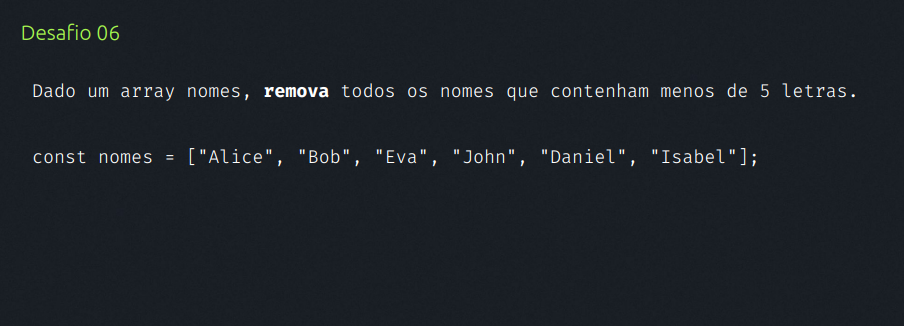 Desafio 06
Dado um array nomes, remova todos os nomes que contenham menos de 5 letras.
const nomes = ["Alice", "Bob", "Eva", "John", "Daniel", "Isabel"];